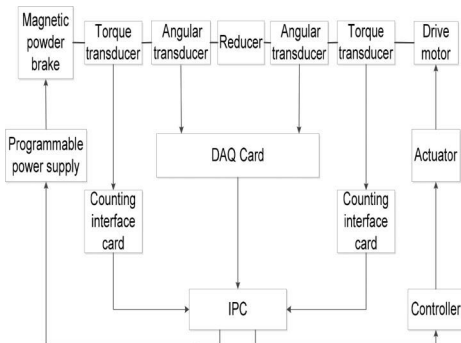 Magnetic
powder
brake
Torque
transducer
Angular
transducer
Reducer
Angular
transducer
Torque
transducer
Drive
motor
Programmable
power supply
DAQ Card
Actuator
Counting
interface
card
Counting
interface
card
IPC
Controller